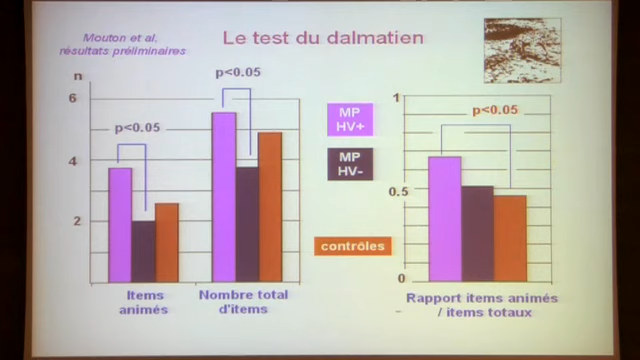 Mouton et al,
résultats préliminaires
Le test du dalmatien
n
6
4
2
p<0.05
p<0.05
Items
animés
Nombre total
d'items
MP
HV+
MP
HV-
contrôles
1
0.5
0
p<0.05
Rapport items animés
/ items totaux